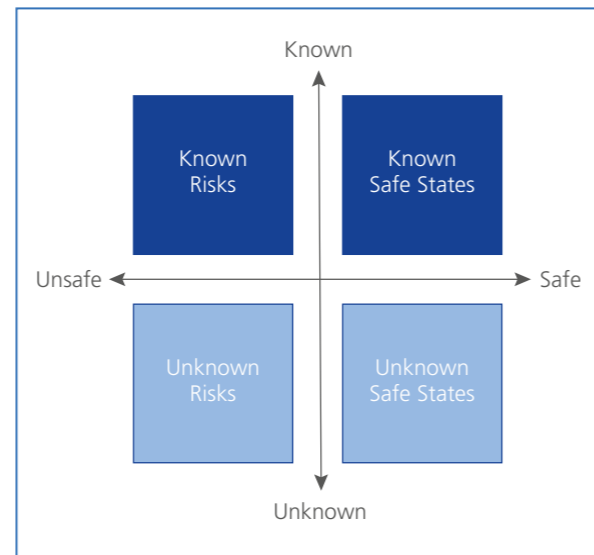 Known
Known
Risks
Known
Safe States
Unsafe
Safe
Unknown
Risks
Unknown
Safe States
Unknown